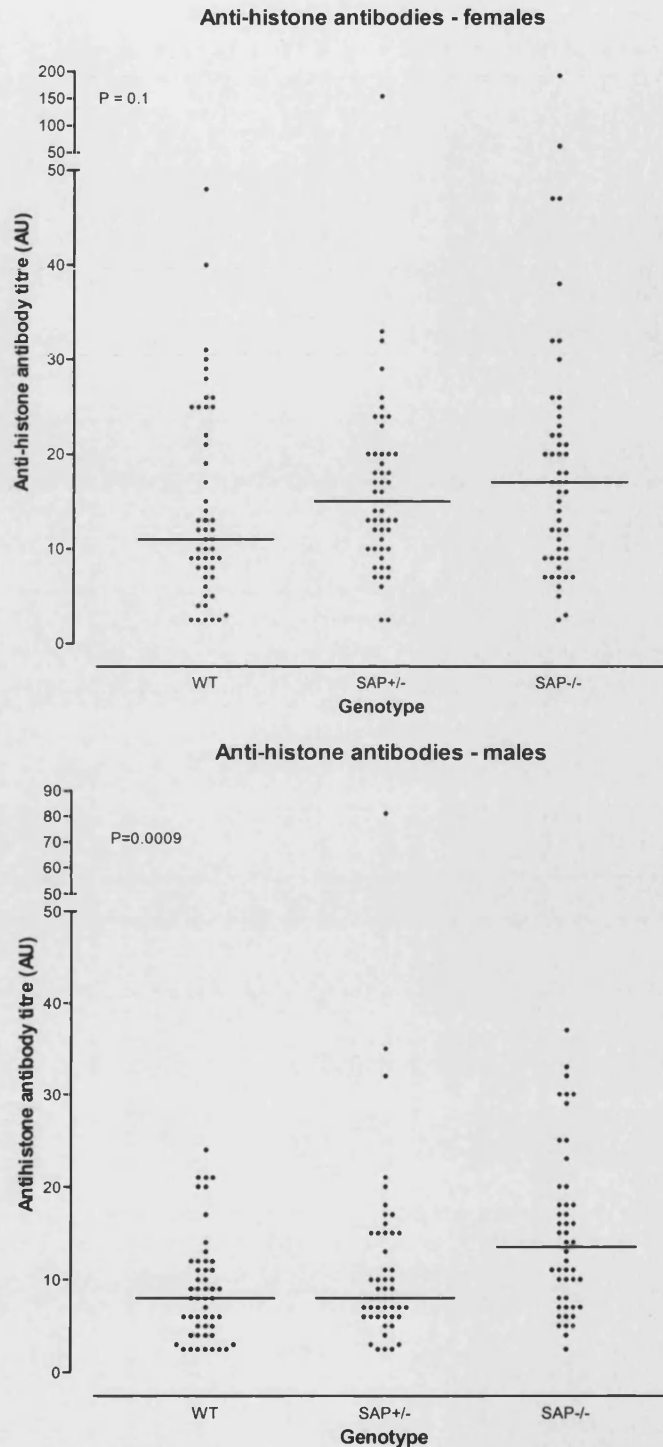 Anti-histone antibodies - females
200
150
100
50
50
40
30
20
10
0
P = 0.1
Anti-histone antibody titre (AU)
WT SAP+/- SAP-/-
Genotype
Anti-histone antibodies - males
90
80
70
60
50
50
40
30
20
10
0
P=0.0009
Antihistone antibody titre (AU)
WT SAP+/- SAP-/-
Genotype